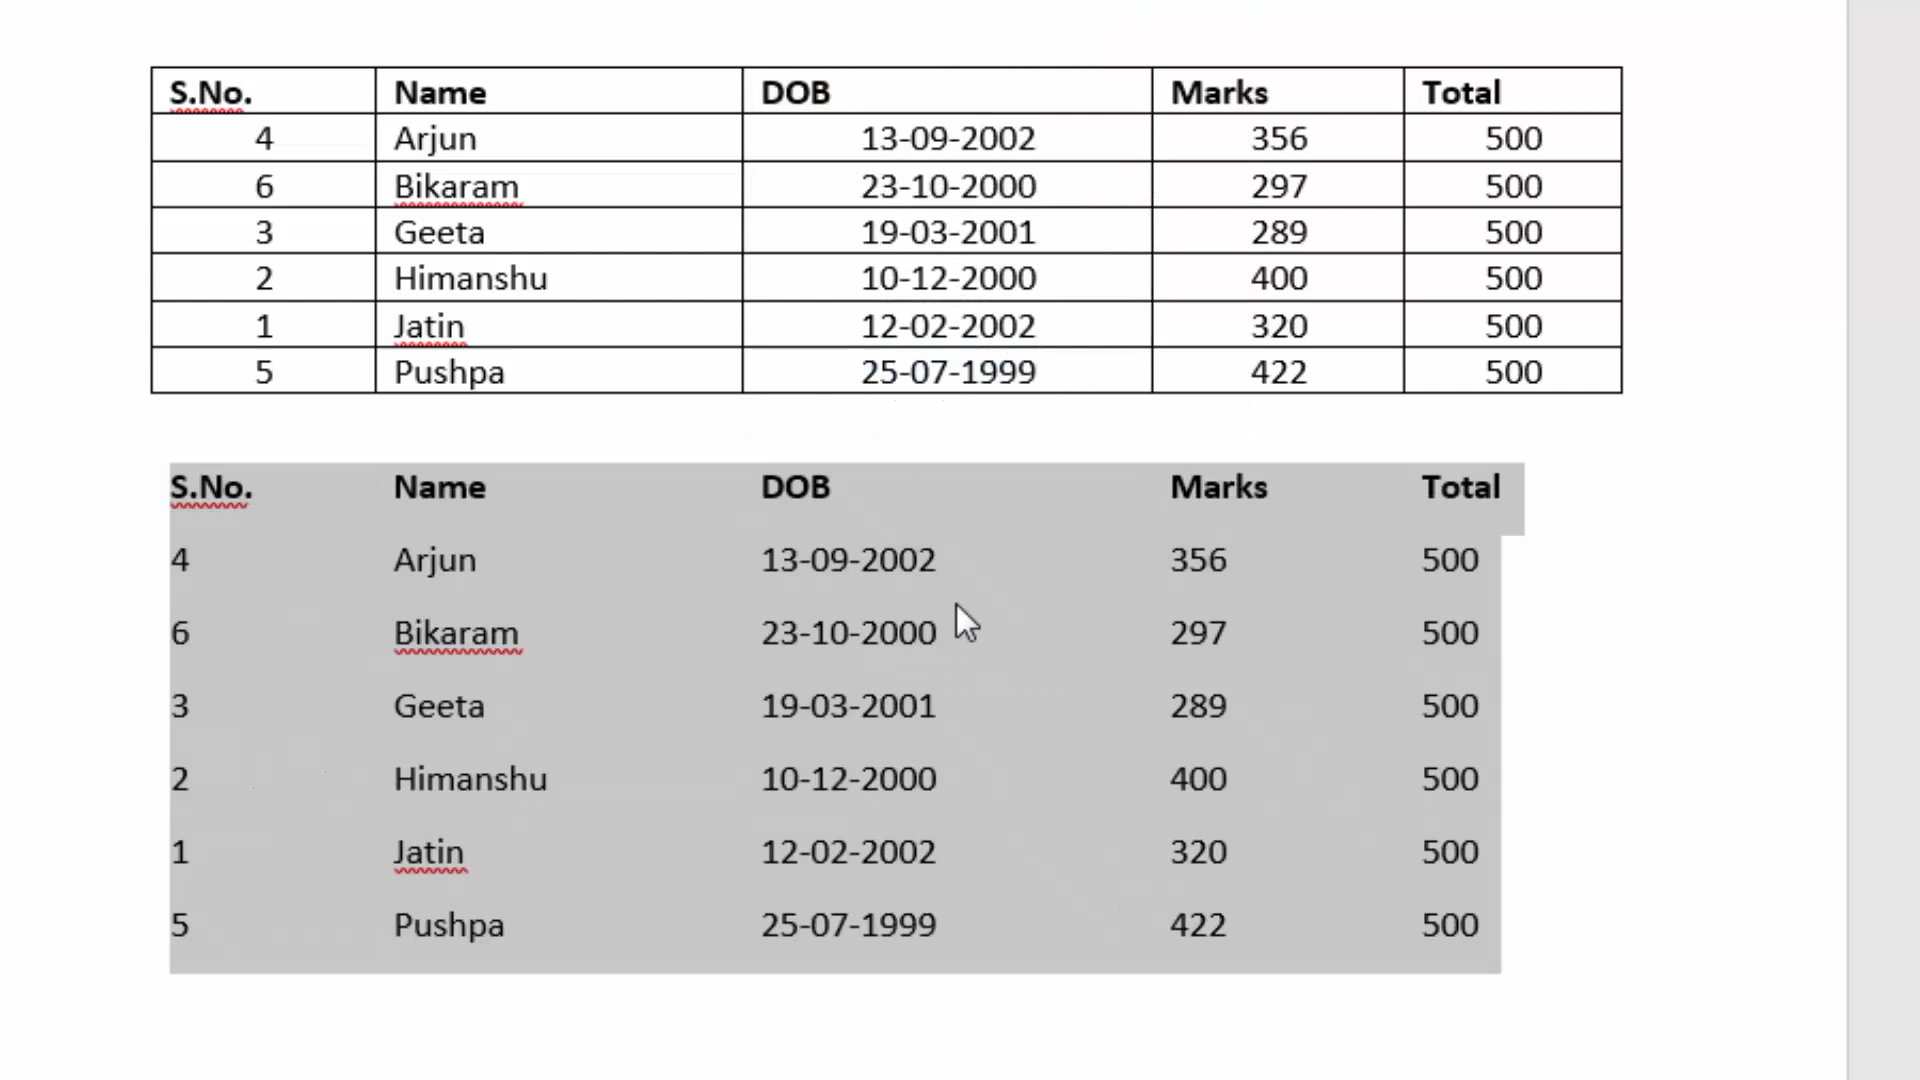 S.No. Name DOB Marks Total
4 Arjun 13-09-2002 356 500
6 Bikaram 23-10-2000 297 500
3 Geeta 19-03-2001 289 500
2 Himanshu 10-12-2000 400 500
1 Jatin 12-02-2002 320 500
5 Pushpa 25-07-1999 422 500
S.No. Name DOB Marks Total
4 Arjun 13-09-2002 356 500
6 Bikaram 23-10-2000 297 500
3 Geeta 19-03-2001 289 500
2 Himanshu 10-12-2000 400 500
1 Jatin 12-02-2002 320 500
5 Pushpa 25-07-1999 422 500